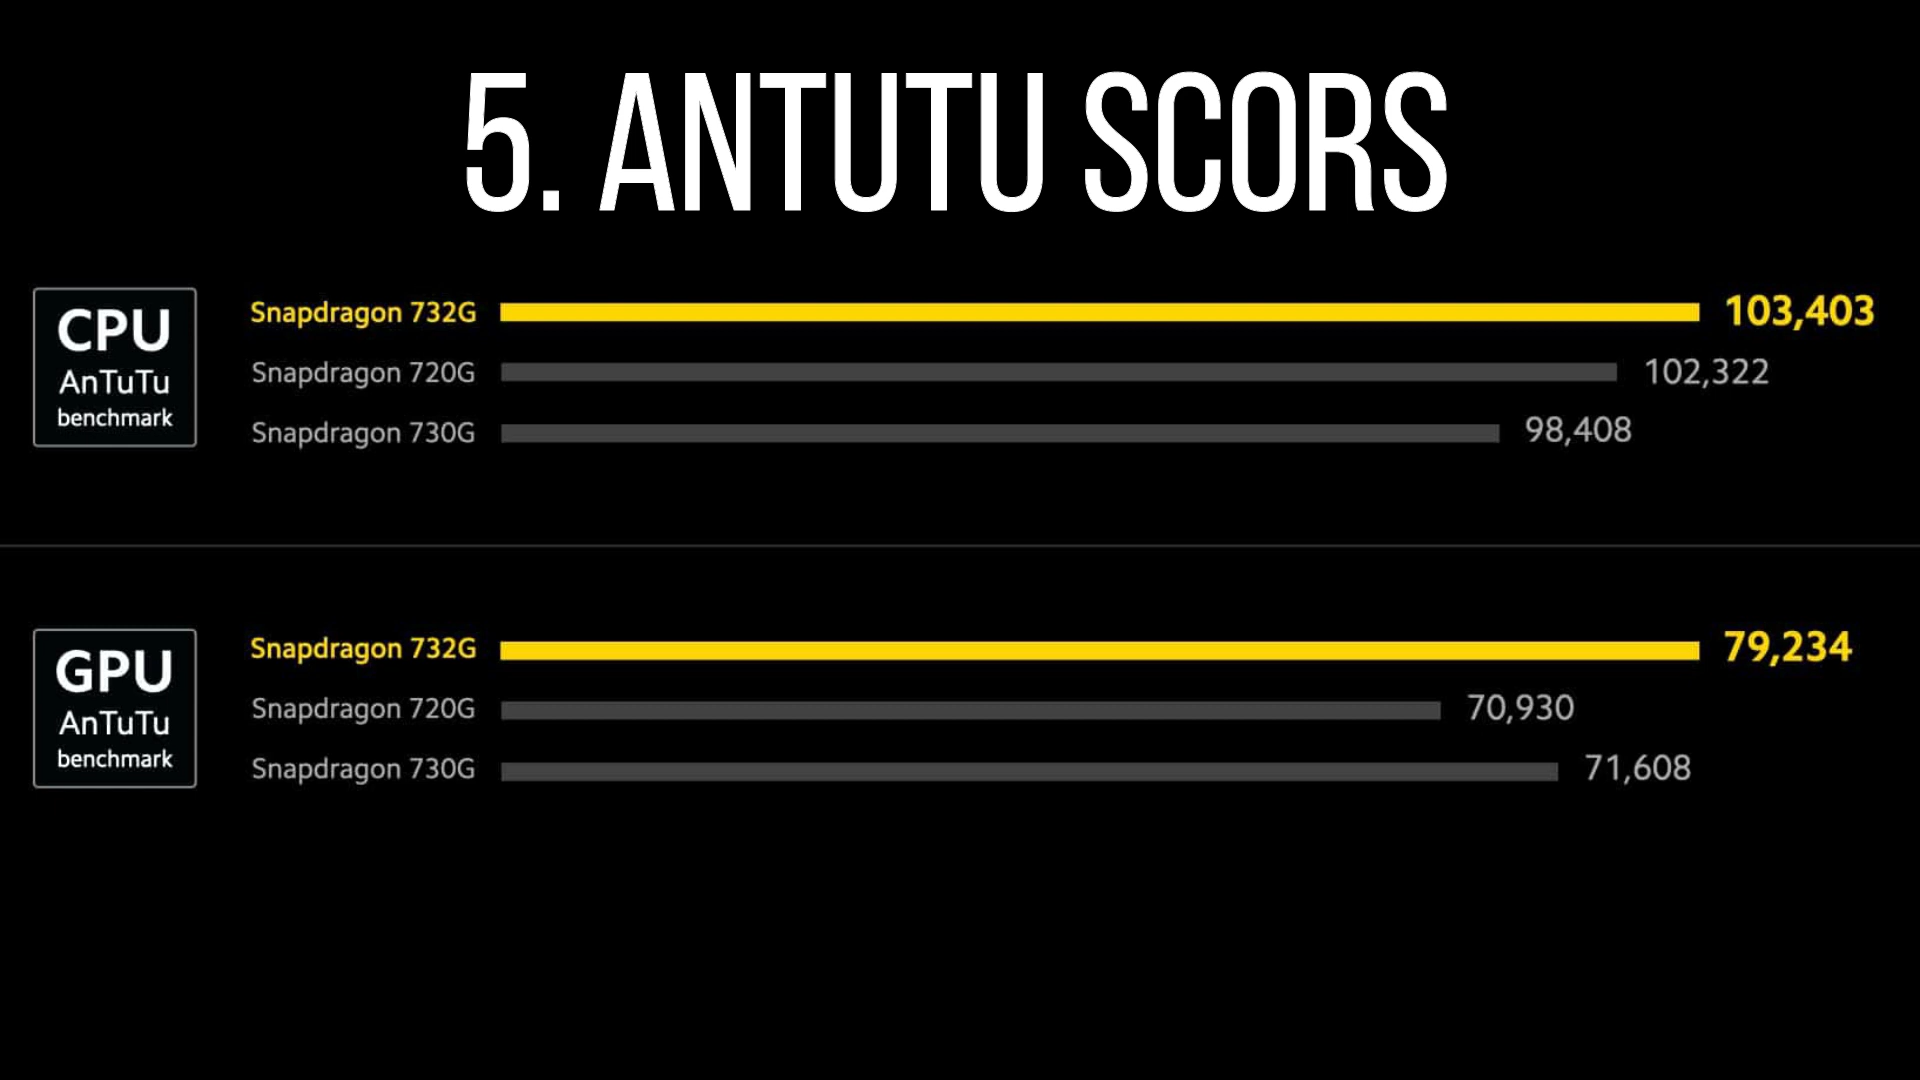 5. ANTUTU SCORS
CPU
AnTuTu
benchmark
Snapdragon 732G 103,403
Snapdragon 720G 102,322
Snapdragon 730G 98,408
GPU
AnTuTu
benchmark
Snapdragon 732G 79,234
Snapdragon 720G 70,930
Snapdragon 730G 71,608